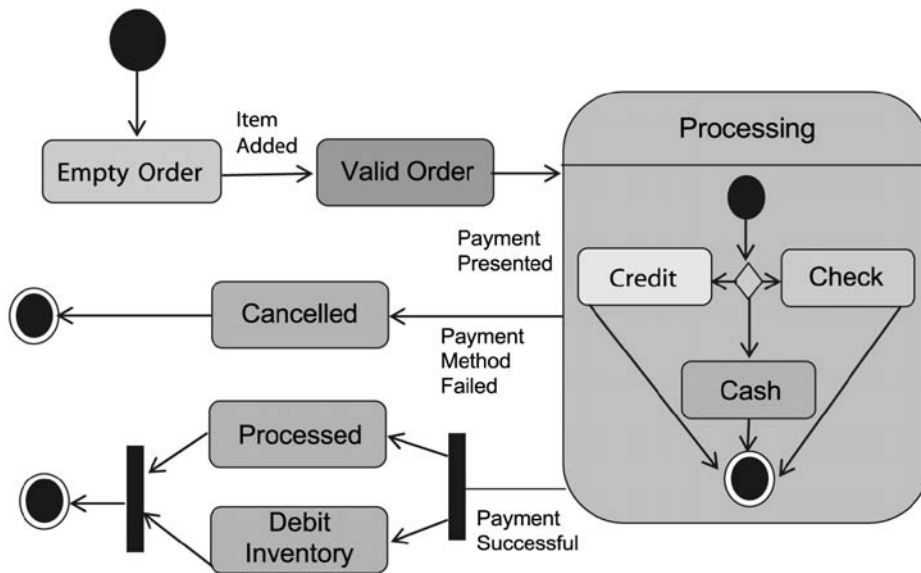 Item
Added
Empty Order
Valid Order
Processing
Payment
Presented
Credit
Check
Cancelled
Payment
Method
Failed
Cash
Processed
Debit
Inventory
Payment
Successful